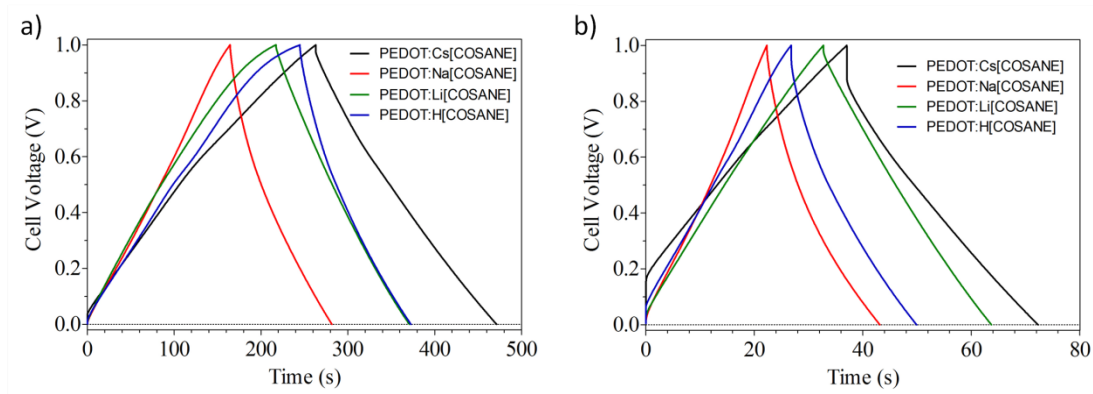 a)
Cell Voltage (V)
1.0
0.8
0.6
0.4
0.2
0.0
PEDOT:Cs[COSANE]
PEDOT:Na[COSANE]
PEDOT:Li[COSANE]
PEDOT:H[COSANE]
0 100 200 300 400 500
Time (s)
b)
Cell Voltage (V)
1.0
0.8
0.6
0.4
0.2
0.0
PEDOT:Cs[COSANE]
PEDOT:Na[COSANE]
PEDOT:Li[COSANE]
PEDOT:H[COSANE]
0 20 40 60 80
Time (s)